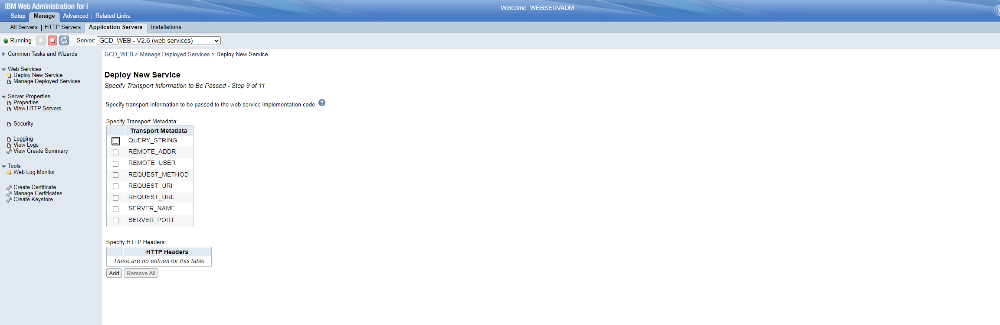 IBM Web Administration for i
Welcome WEBSERVADM
Setup Manage Advanced | Related Links
All Servers | HTTP Servers Application Servers Installations
Running Server: GCD_WEB - V2.6 (web services)
Common Tasks and Wizards
Web Services
Deploy New Service
Manage Deployed Services
Server Properties
Properties
View HTTP Servers
Security
Logging
View Logs
View Create Summary
Tools
Web Log Monitor
Create Certificate
Manage Certificates
Create Keystore
GCD_WEB > Manage Deployed Services > Deploy New Service
Deploy New Service
Specify Transport Information to Be Passed - Step 9 of 11
Specify transport information to be passed to the web service implementation code. ?
Specify Transport Metadata:
Transport Metadata
QUERY_STRING
REMOTE_ADDR
REMOTE_USER
REQUEST_METHOD
REQUEST_URI
REQUEST_URL
SERVER_NAME
SERVER_PORT
Specify HTTP Headers:
HTTP Headers
There are no entries for this table.
Add Remove All